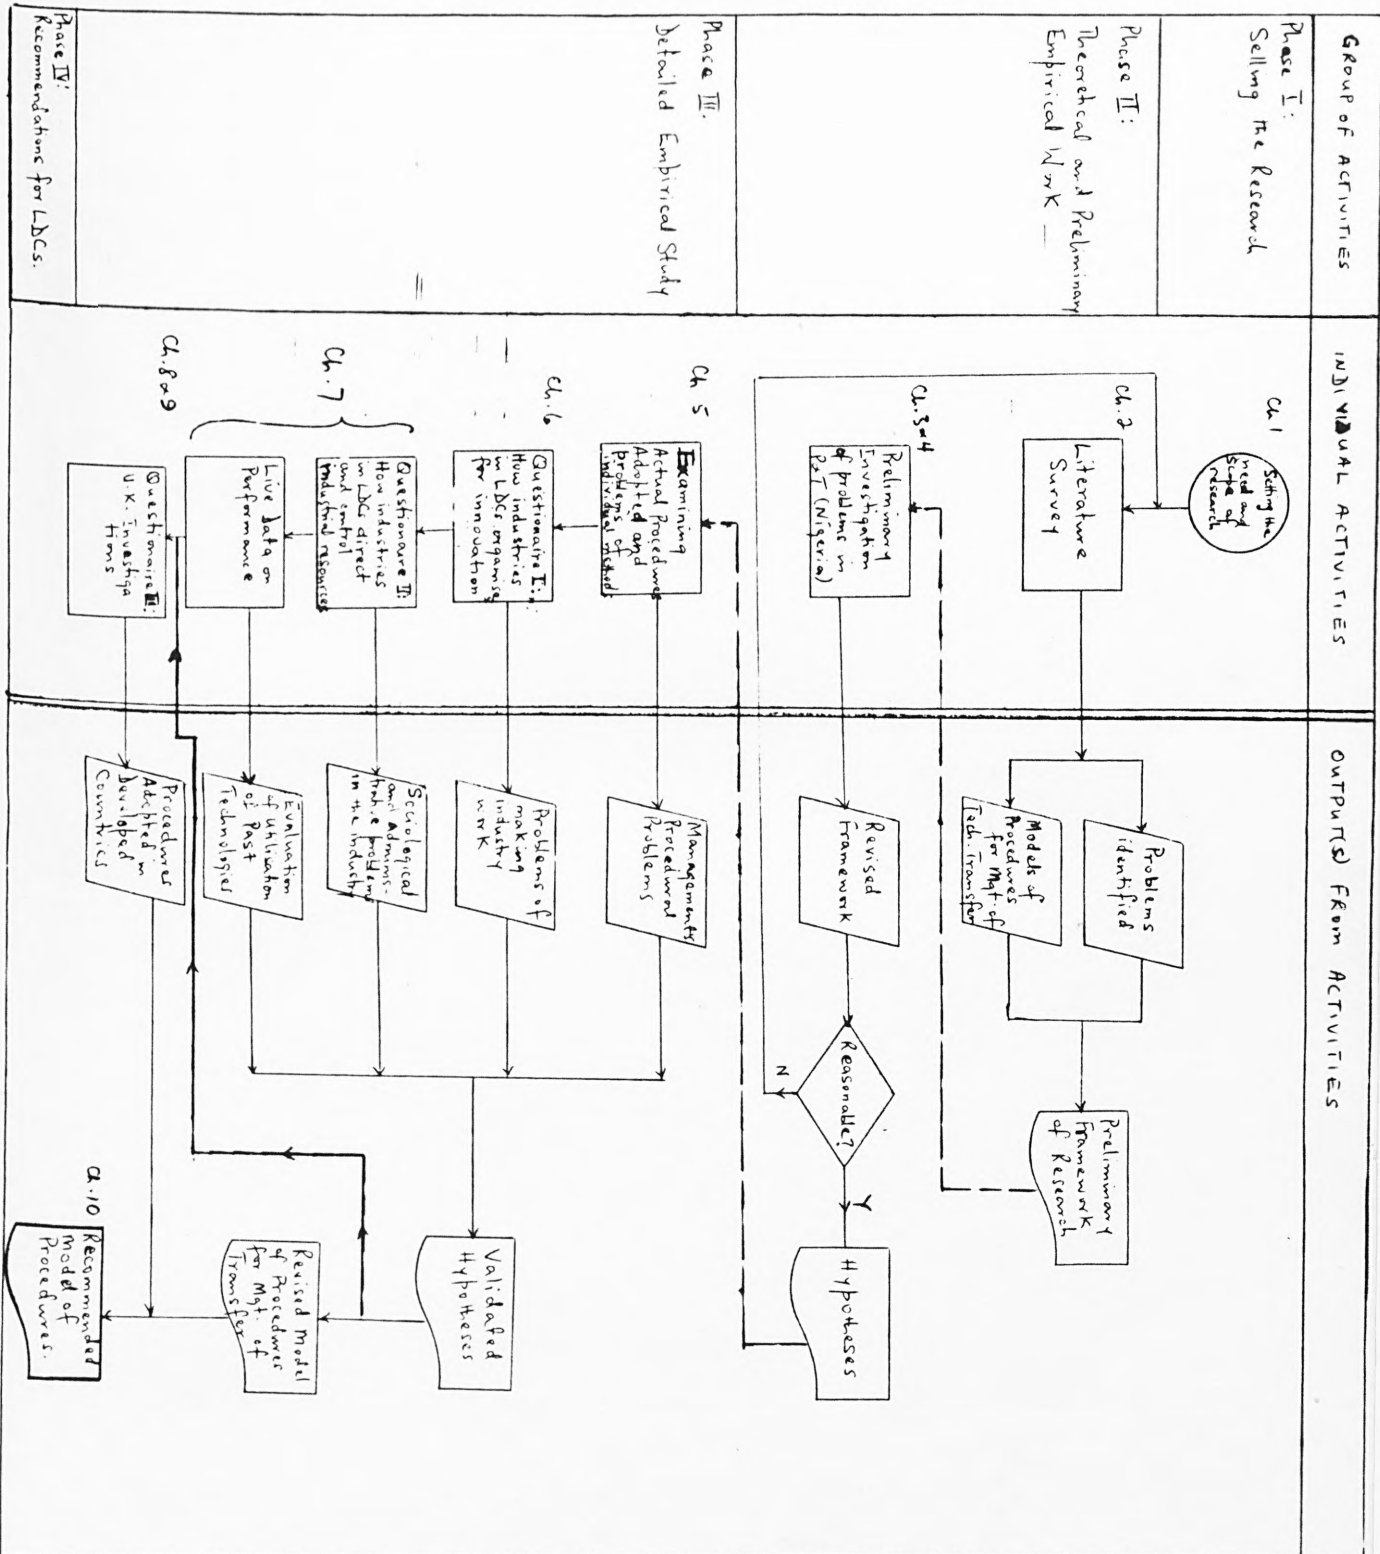 GROUP OF ACTIVITIES
INDIVIDUAL ACTIVITIES
OUTPUT(S) FROM ACTIVITIES
Phase I:
Selling the Research
Ch.1
Setting the
need and
scope of
research
Phase II:
Theoretical and Preliminary
Empirical Work
Ch.2
Literature
Survey
Problems
identified
Models of
Procedures
for Mgt. of
Tech. Transfer
Preliminary
Framework
of Research
Ch.3&4
Preliminary
Investigation
of problems in
P&T (Nigeria)
Revised
Framework
Reasonable?
N
Y
Hypotheses
Phase III.
Detailed Empirical Study
Ch 5
Examining
Actual Procedures
Adopted and
problems of
individual methods
Managements
Procedural
Problems
Ch.6
Questionaire I:
How industries
in LDCs organise
for innovation
Problems of
making
industry
work
Ch.7
Questionaure II:
How industries
in LDCs direct
and control
industrial resources
Sociological
and adminis-
trative problems
in the industry
Live Data on
Performance
Evaluation
of utilisation
of Past
Technologies
Validated
Hypotheses
Revised Model
of Procedures
for Mgt. of
Transfer
Ch.8&9
Questionaire III:
U.K. Investiga
tions
Procedures
Adopted in
Developed
Countries
Phase IV:
Recommendations for LDCs.
Ch.10
Recommended
Model of
Procedures.